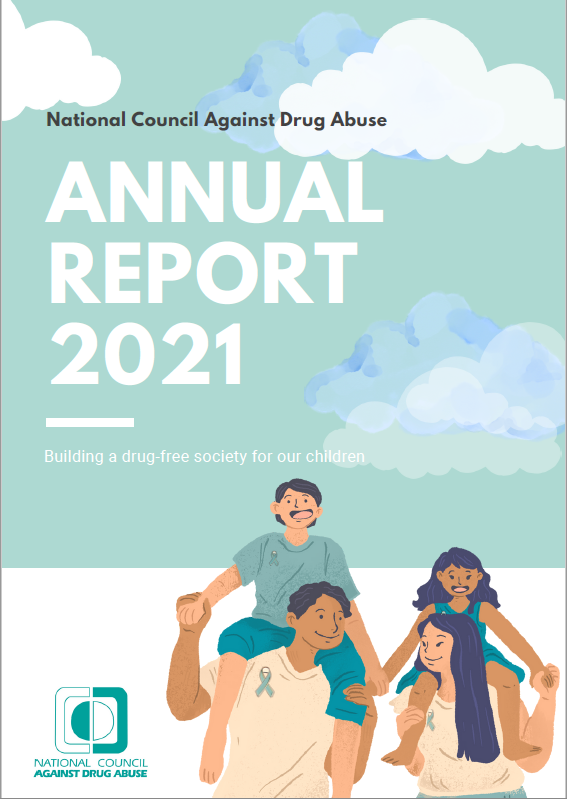 National Council Against Drug Abuse
ANNUAL
REPORT
2021
Building a drug-free society for our children
NATIONAL COUNCIL
AGAINST DRUG ABUSE